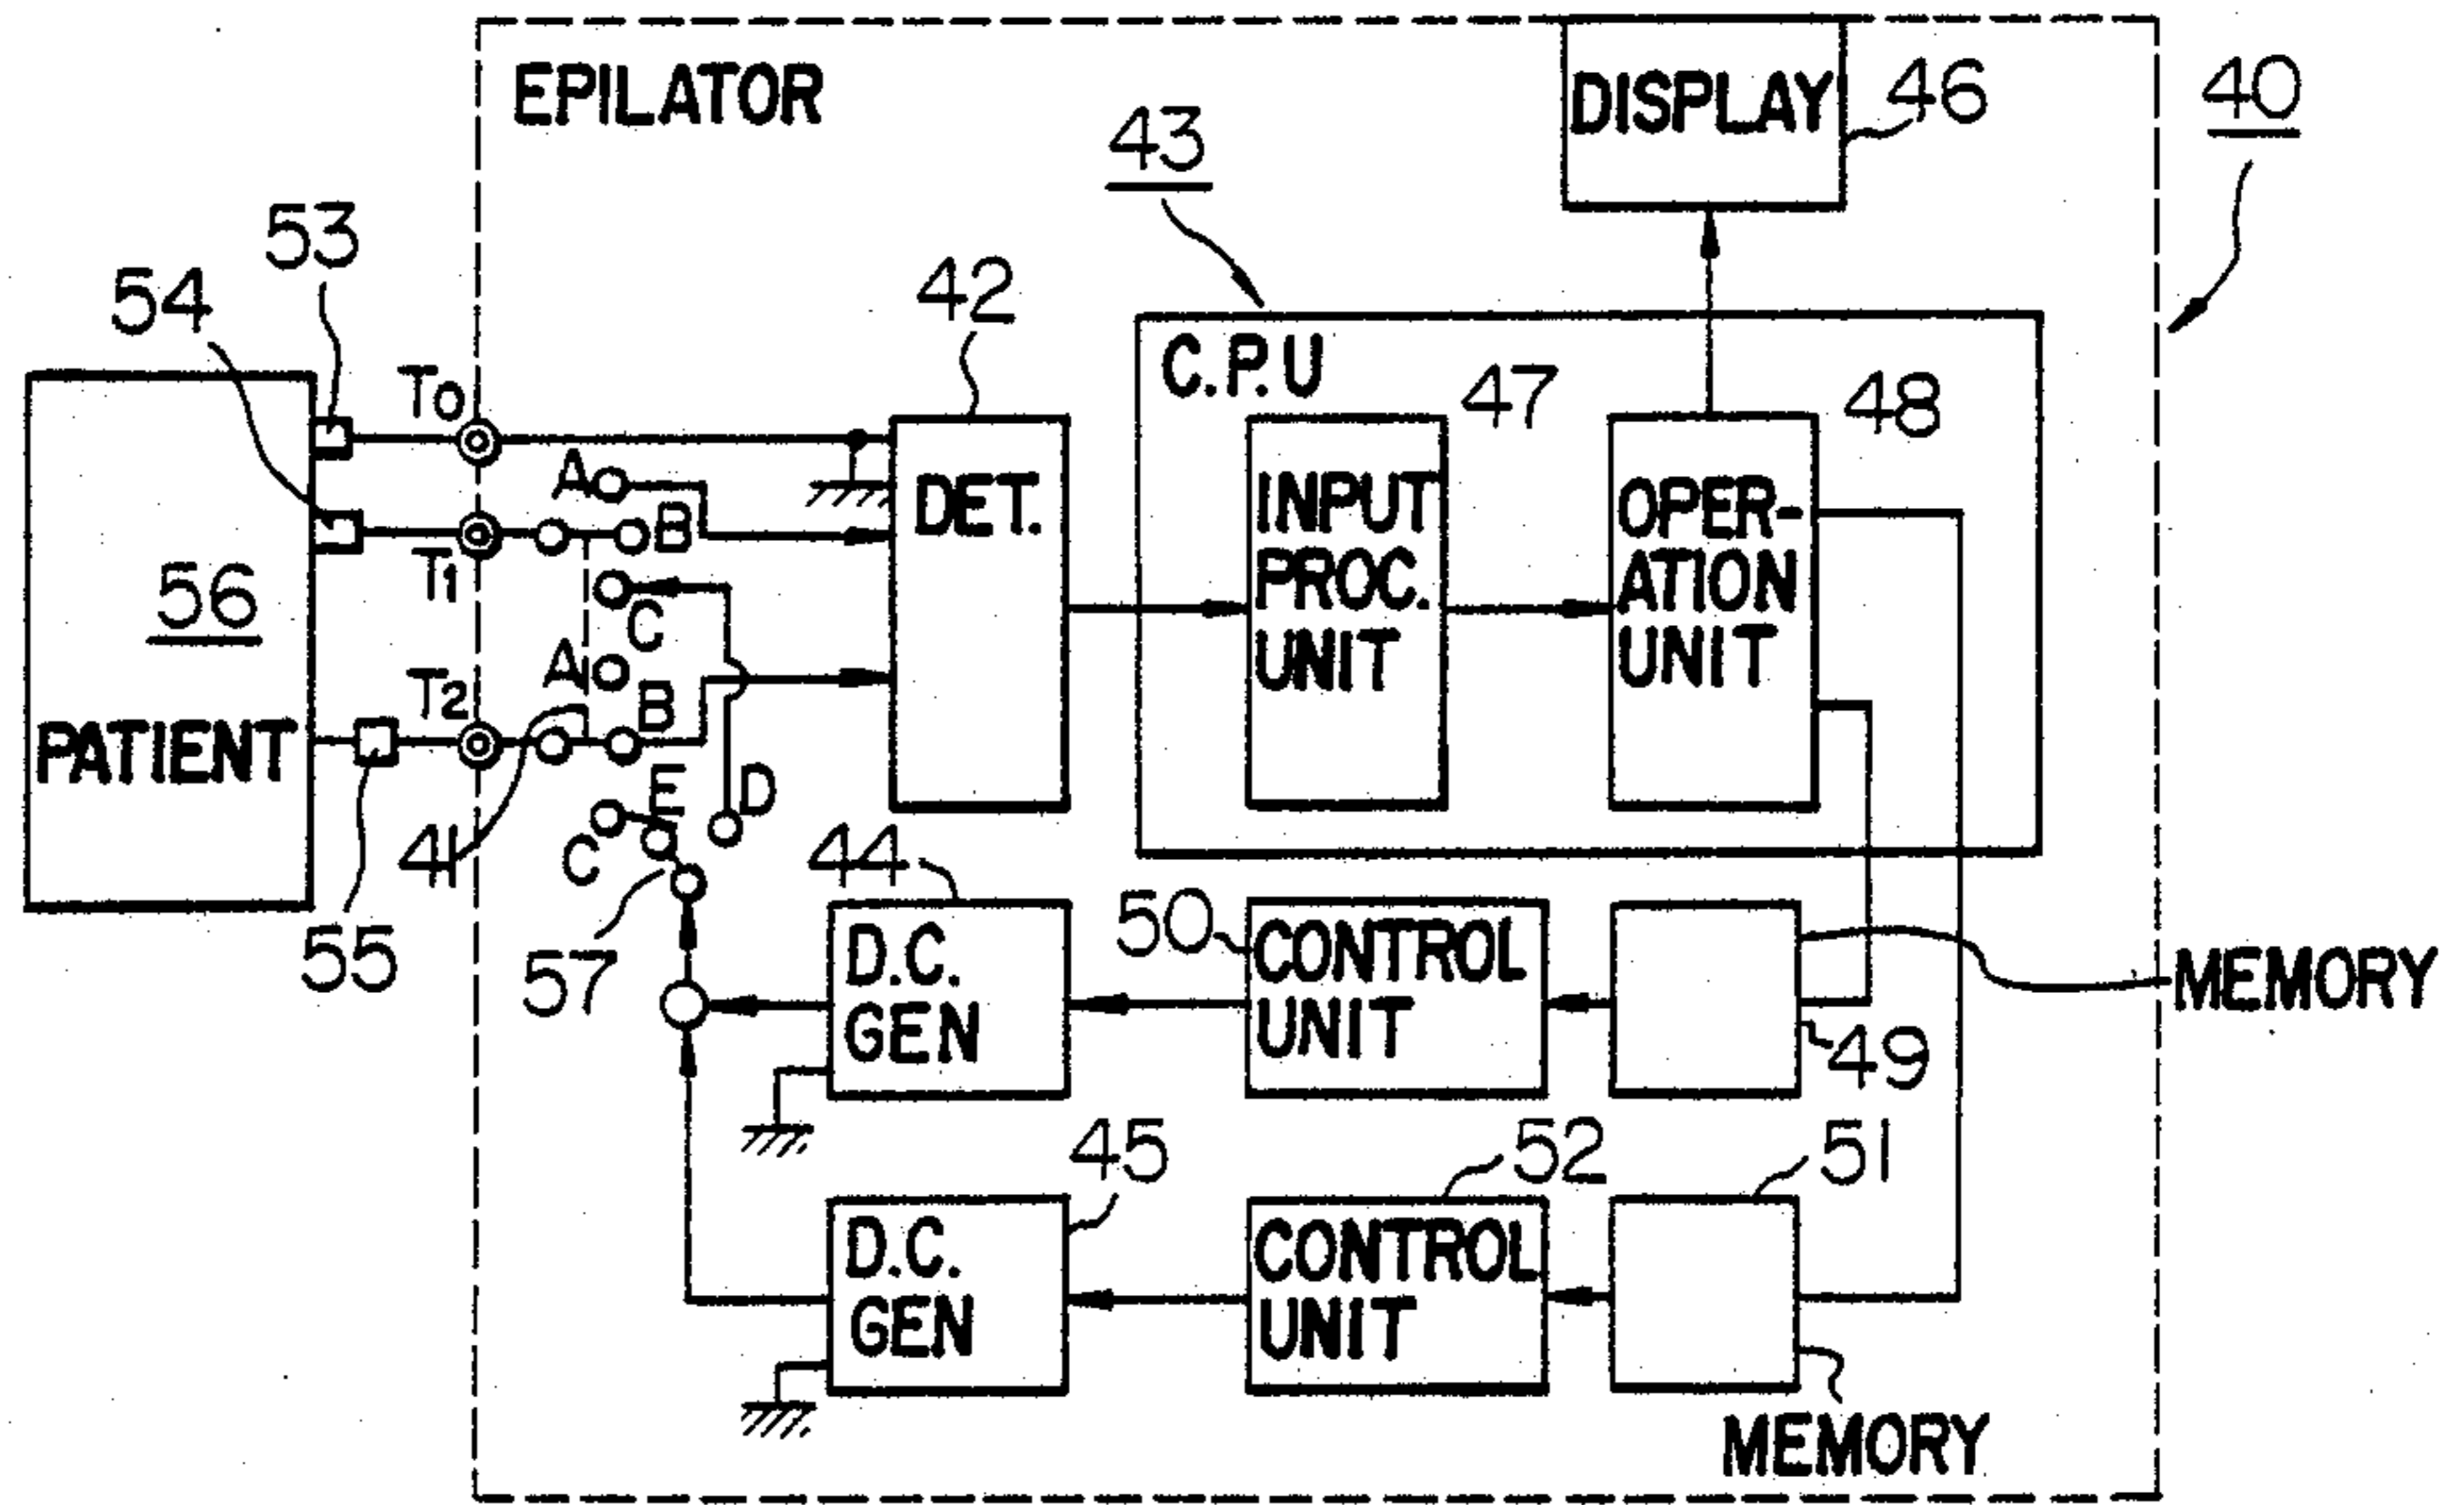 EPILATOR
DISPLAY
46
40
43
53
54
42
C.P.U
47
48
T0
A
B
T1
C
A
B
T2
56
PATIENT
DET.
INPUT
PROC.
UNIT
OPER-
ATION
UNIT
E
D
C
41
55
57
44
D.C.
GEN
50
CONTROL
UNIT
49
MEMORY
45
D.C.
GEN
52
CONTROL
UNIT
51
MEMORY